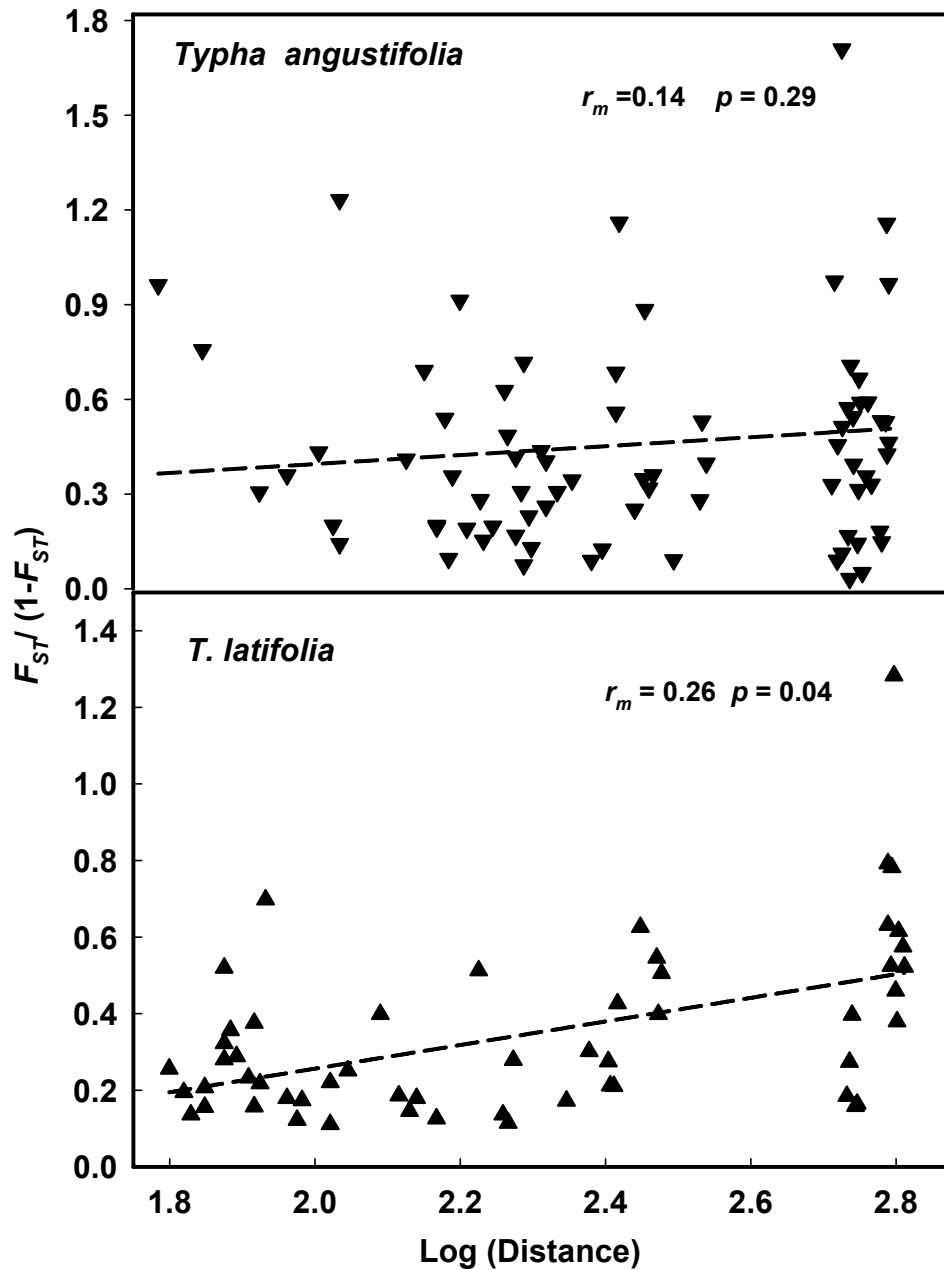 1.8
Typha angustifolia
r_m =0.14 p = 0.29
1.5
1.2
0.9
0.6
0.3
0.0
F_ST/ (1-F_ST)
1.4
T. latifolia
r_m = 0.26 p = 0.04
1.2
1.0
0.8
0.6
0.4
0.2
0.0
1.8 2.0 2.2 2.4 2.6 2.8
Log (Distance)